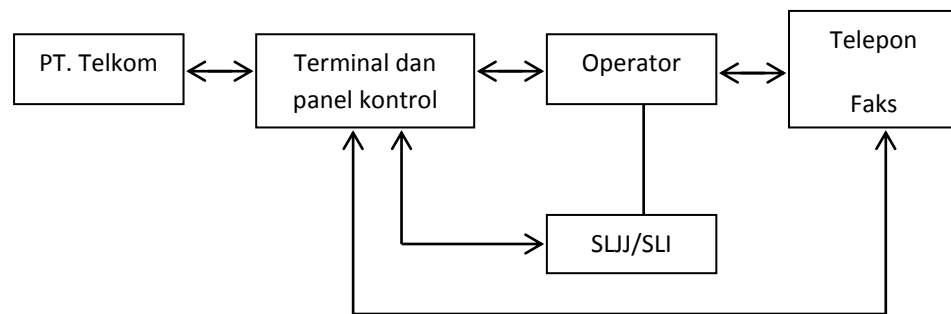 PT. Telkom
Terminal dan
panel kontrol
Operator
Telepon
Faks
SLJJ/SLI